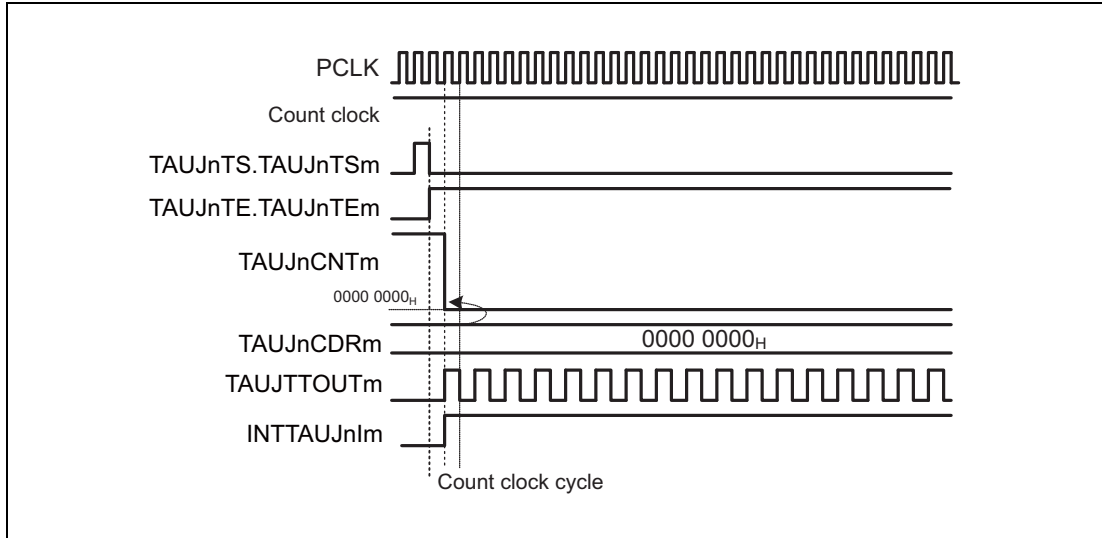 PCLK
Count clock
TAUJnTS.TAUJnTSm
TAUJnTE.TAUJnTEm
TAUJnCNTm
0000 0000H
TAUJnCDRm
0000 0000H
TAUJTTOUTm
INTTAUJnIm
Count clock cycle